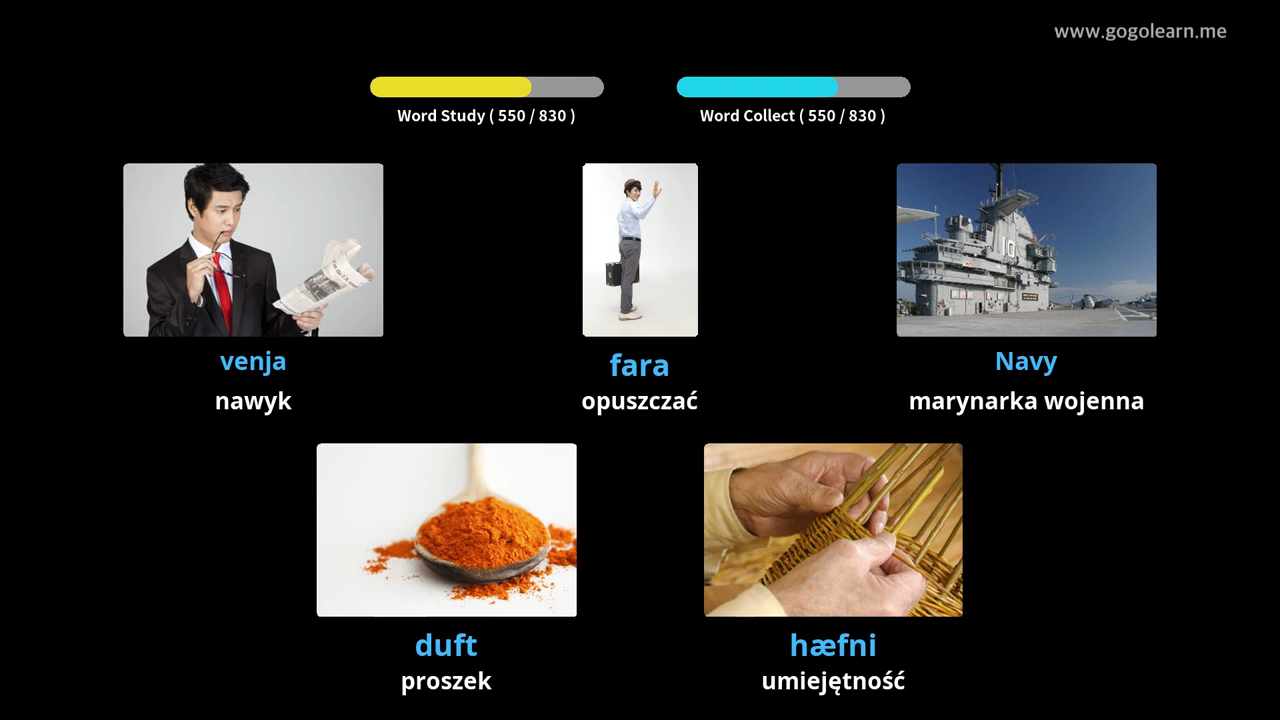 www.gogolearn.me
Word Study ( 550 / 830 )
Word Collect ( 550 / 830 )
16
venja
fara
Navy
nawyk
opuszczać
marynarka wojenna
duft
hæfni
proszek
umiejętność